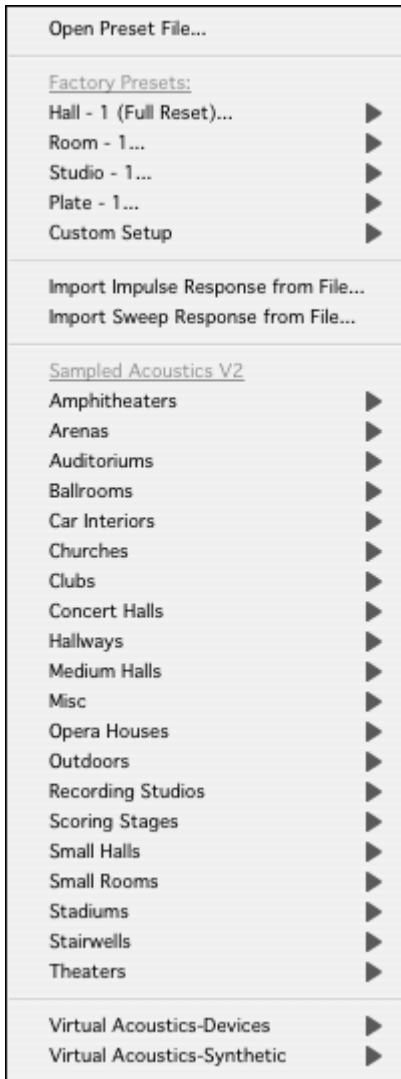 Open Preset File...
Factory Presets:
Hall - 1 (Full Reset)...
Room - 1...
Studio - 1...
Plate - 1...
Custom Setup
Import Impulse Response from File...
Import Sweep Response from File...
Sampled Acoustics V2
Amphitheaters
Arenas
Auditoriums
Ballrooms
Car Interiors
Churches
Clubs
Concert Halls
Hallways
Medium Halls
Misc
Opera Houses
Outdoors
Recording Studios
Scoring Stages
Small Halls
Small Rooms
Stadiums
Stairwells
Theaters
Virtual Acoustics-Devices
Virtual Acoustics-Synthetic